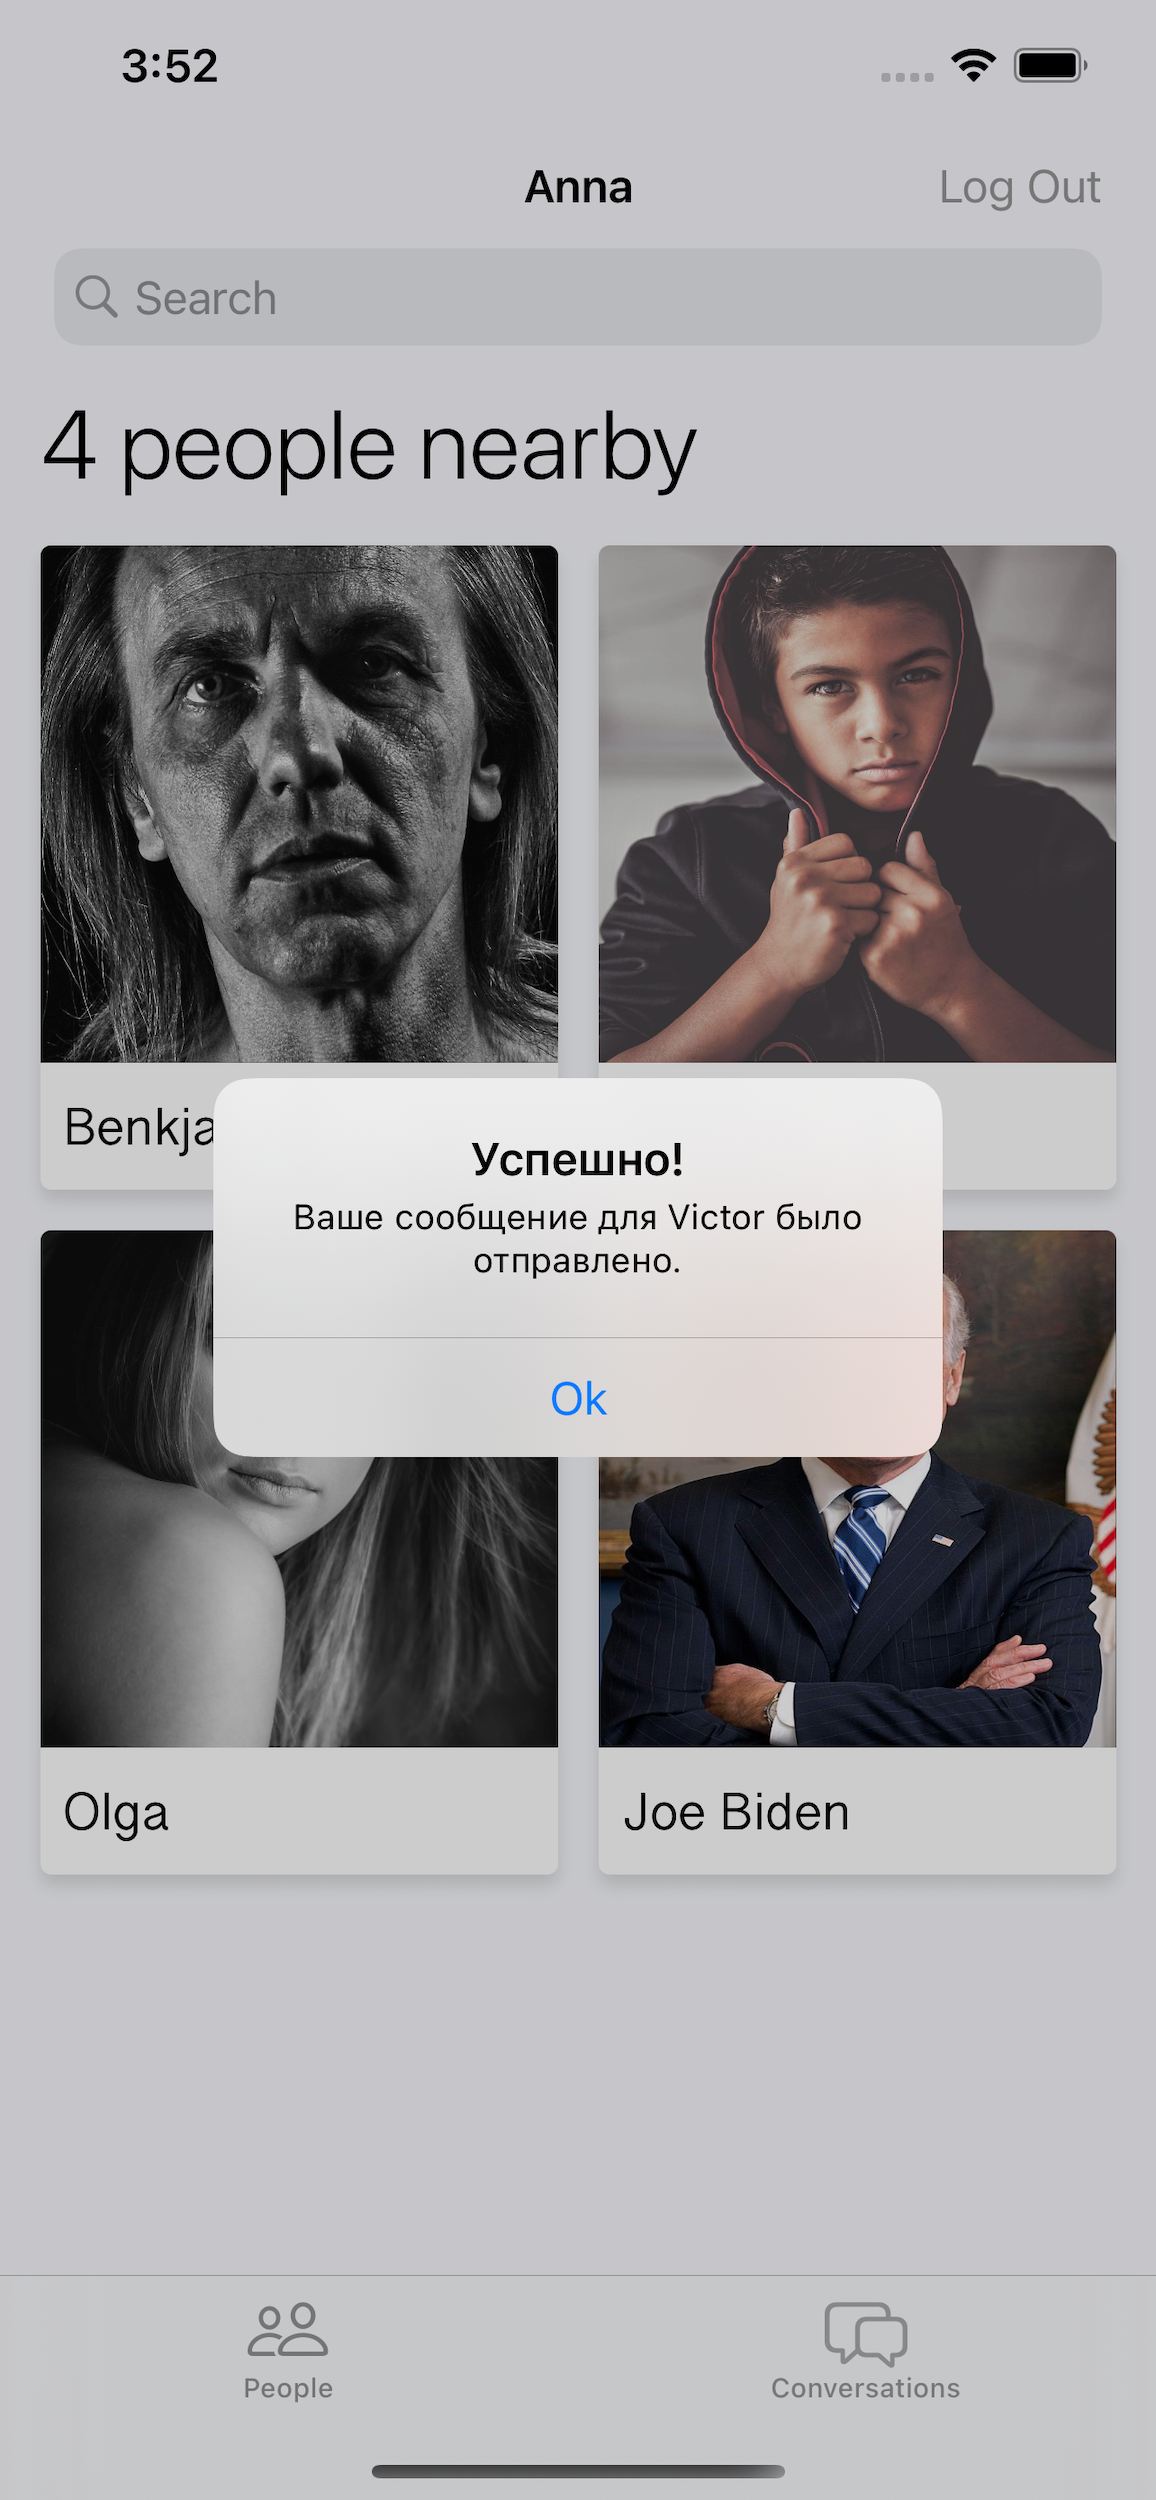 3:52
Anna
Log Out
Search
4 people nearby
Успешно!
Ваше сообщение для Victor было
отправлено.
Ok
Olga
Joe Biden
People
Conversations